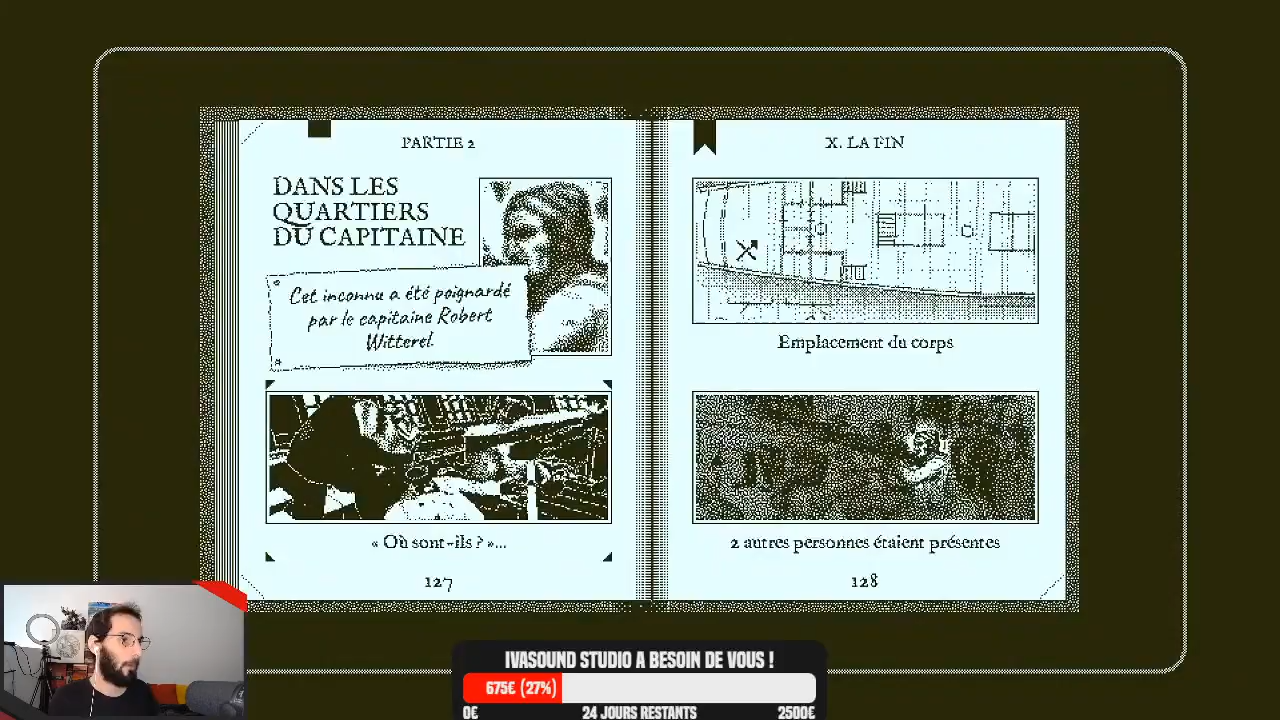 PARTIE 2
DANS LES
QUARTIERS
DU CAPITAINE
Cet inconnu a été poignardé
par le capitaine Robert
Witterel.
« Où sont-ils ? »...
127
X. LA FIN
Emplacement du corps
2 autres personnes étaient présentes
128
IVASOUND STUDIO A BESOIN DE VOUS !
675€ (27%)
0€ 24 JOURS RESTANTS 2500€